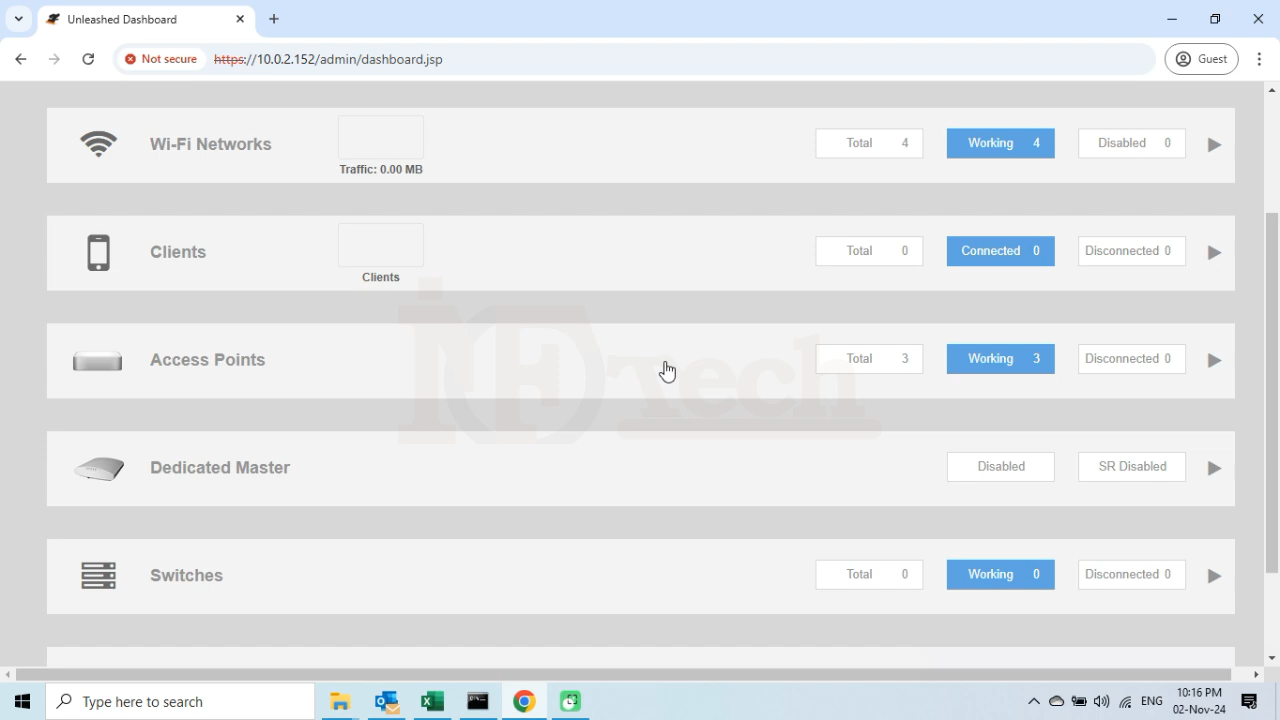 Unleashed Dashboard
Not secure https://10.0.2.152/admin/dashboard.jsp Guest
Wi-Fi Networks
Traffic: 0.00 MB
Total 4 Working 4 Disabled 0
Clients
Clients
Total 0 Connected 0 Disconnected 0
Access Points
Total 3 Working 3 Disconnected 0
Dedicated Master
Disabled SR Disabled
Switches
Total 0 Working 0 Disconnected 0
Type here to search
ENG
10:16 PM
02-Nov-24